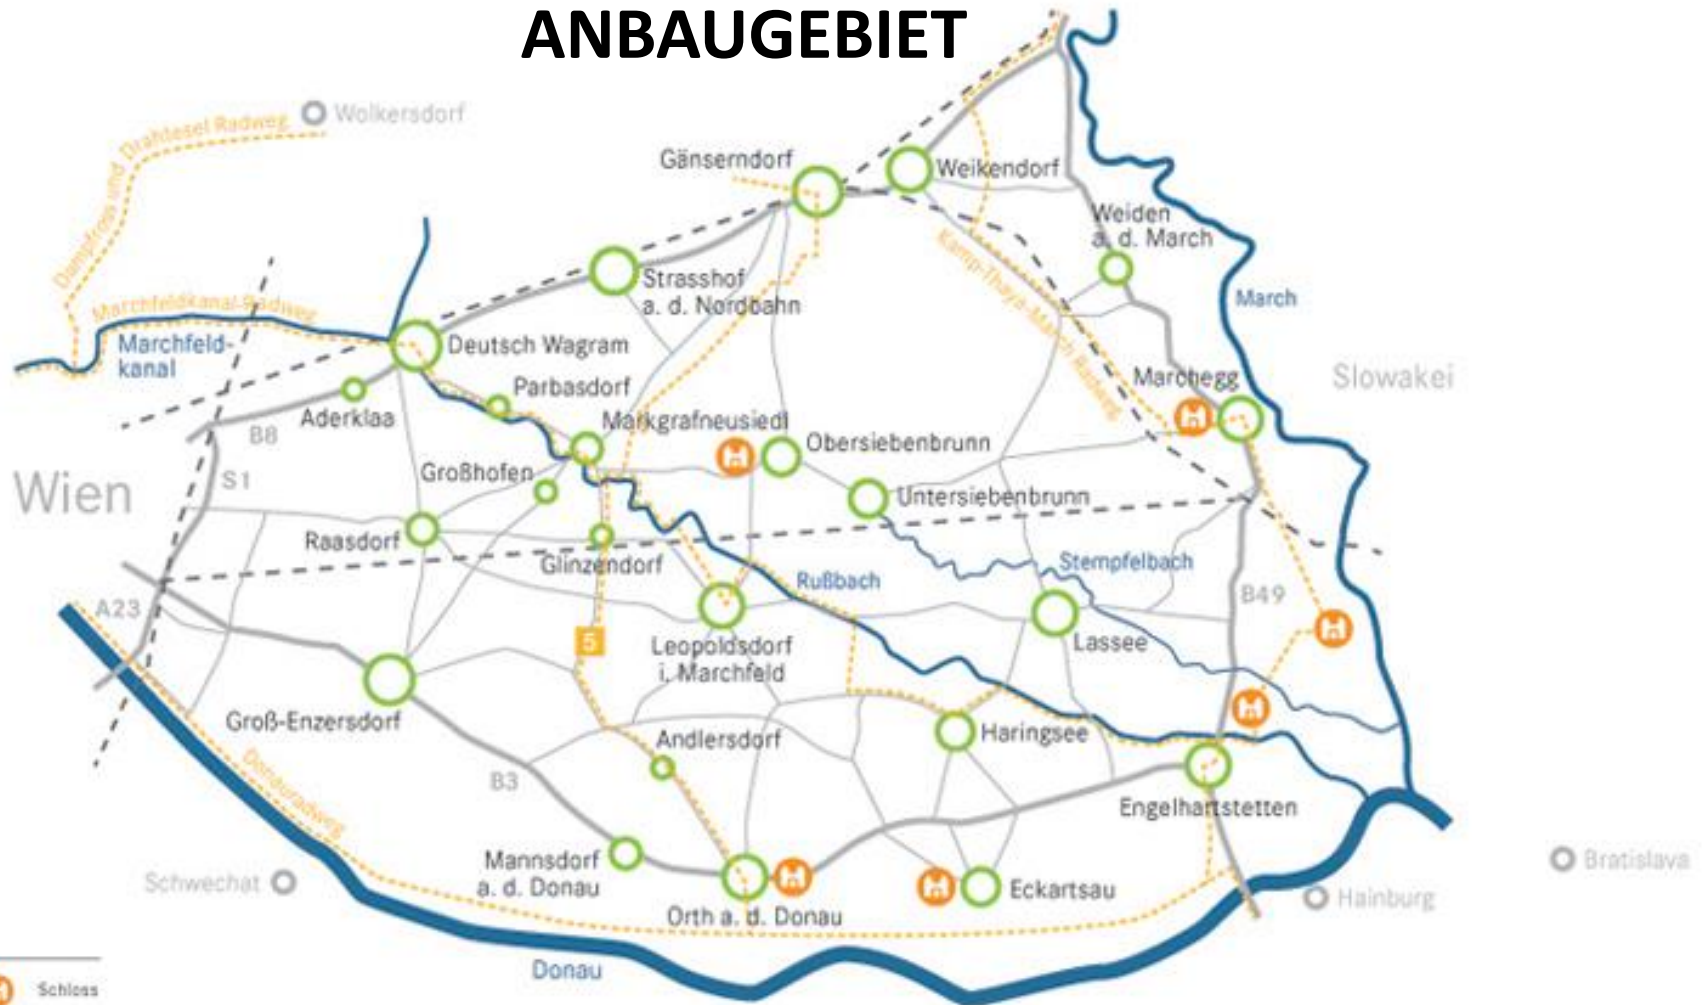 ANBAUGEBIET
Wolkersdorf
Dampfross und Drahtesel Radweg
Gänserndorf
Weikendorf
Weiden
a. d. March
Strasshof
a. d. Nordbahn
Kamp-Thaya-March Radweg
March
Marchfeldkanal-Radweg
Marchfeld-
kanal
Deutsch Wagram
Slowakei
Parbasdorf
Marchegg
Aderklaa
Markgrafneusiedl
B8
Obersiebenbrunn
S1
Großhofen
Wien
Untersiebenbrunn
Raasdorf
Glinzendorf
Stempfelbach
Rußbach
A23
B49
5
Leopoldsdorf
i. Marchfeld
Lassee
Groß-Enzersdorf
Andlersdorf
Haringsee
Donauradweg
B3
Engelhartstetten
Mannsdorf
a. d. Donau
Schwechat
Eckartsau
Bratislava
Hainburg
Orth a. d. Donau
Donau
Schloss